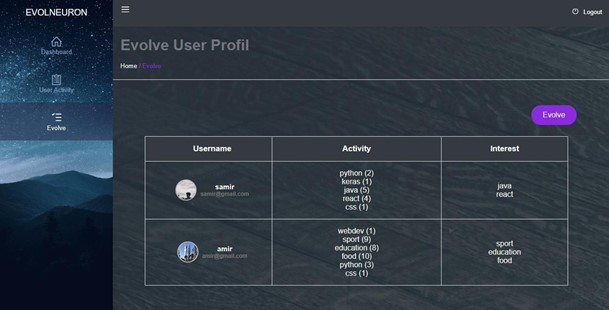 EVOLNEURON
Logout
Dashboard
User Activity
Evolve
Evolve User Profil
Home / Evolve
Evolve
Username Activity Interest
samir
samir@gmail.com
python (2)
keras (1)
java (5)
react (4)
css (1)
java
react
amir
amir@gmail.com
webdev (1)
sport (9)
education (8)
food (10)
python (3)
css (1)
sport
education
food